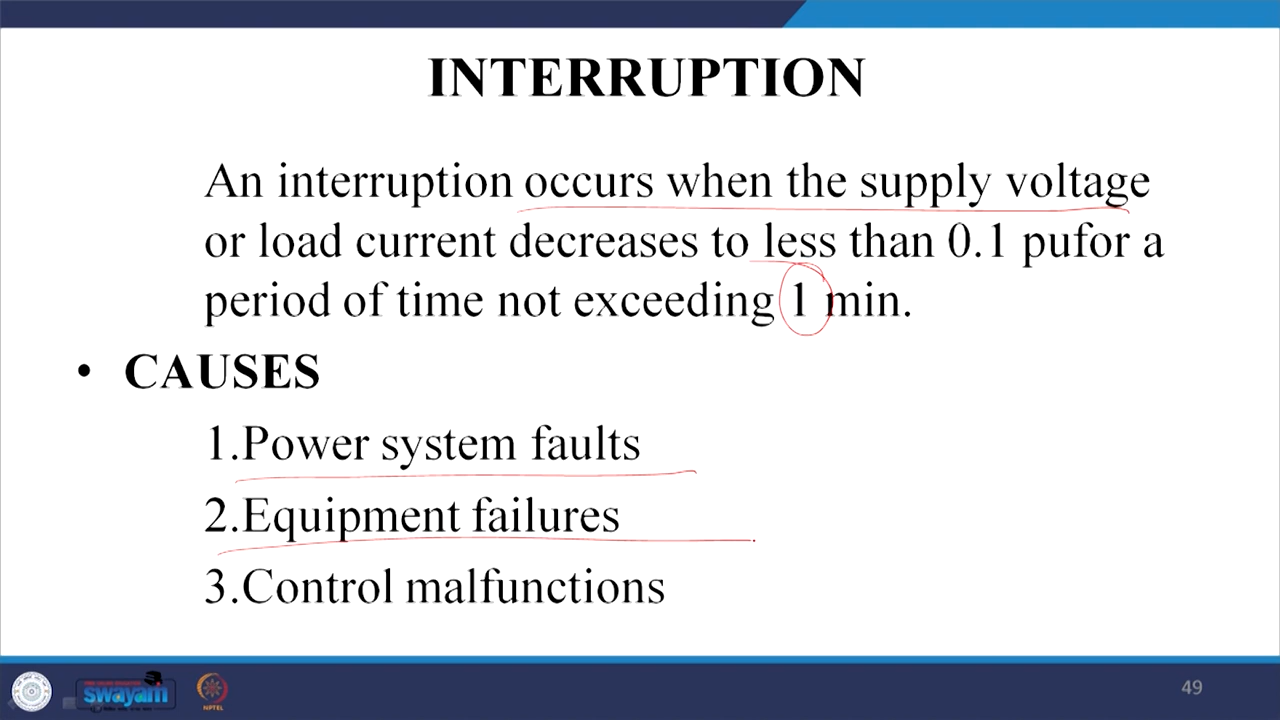 INTERRUPTION
An interruption occurs when the supply voltage
or load current decreases to less than 0.1 pufor a
period of time not exceeding 1 min.
• CAUSES
1.Power system faults
2.Equipment failures
3.Control malfunctions
swayam
NPTEL
49